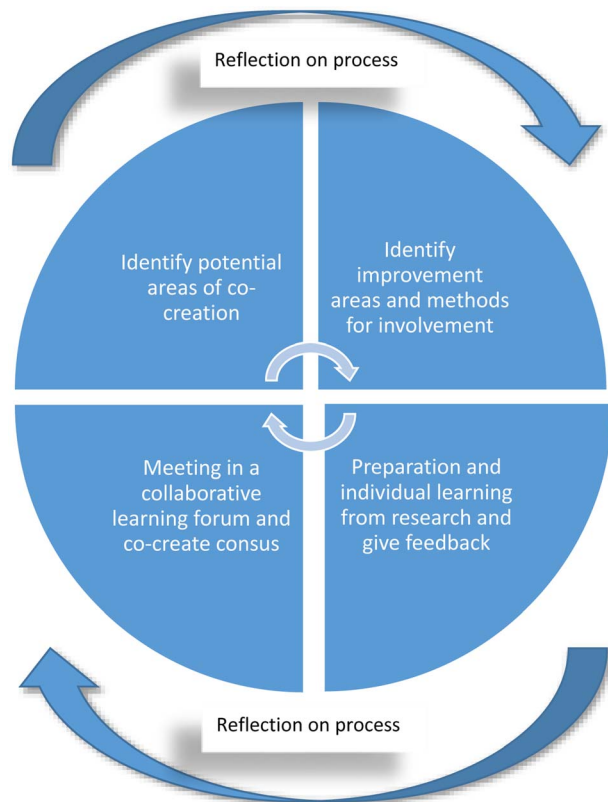 Reflection on process
Identify potential
areas of co-
creation
Identify
improvement
areas and methods
for involvement
Meeting in a
collaborative
learning forum and
co-create consus
Preparation and
individual learning
from research and
give feedback
Reflection on process